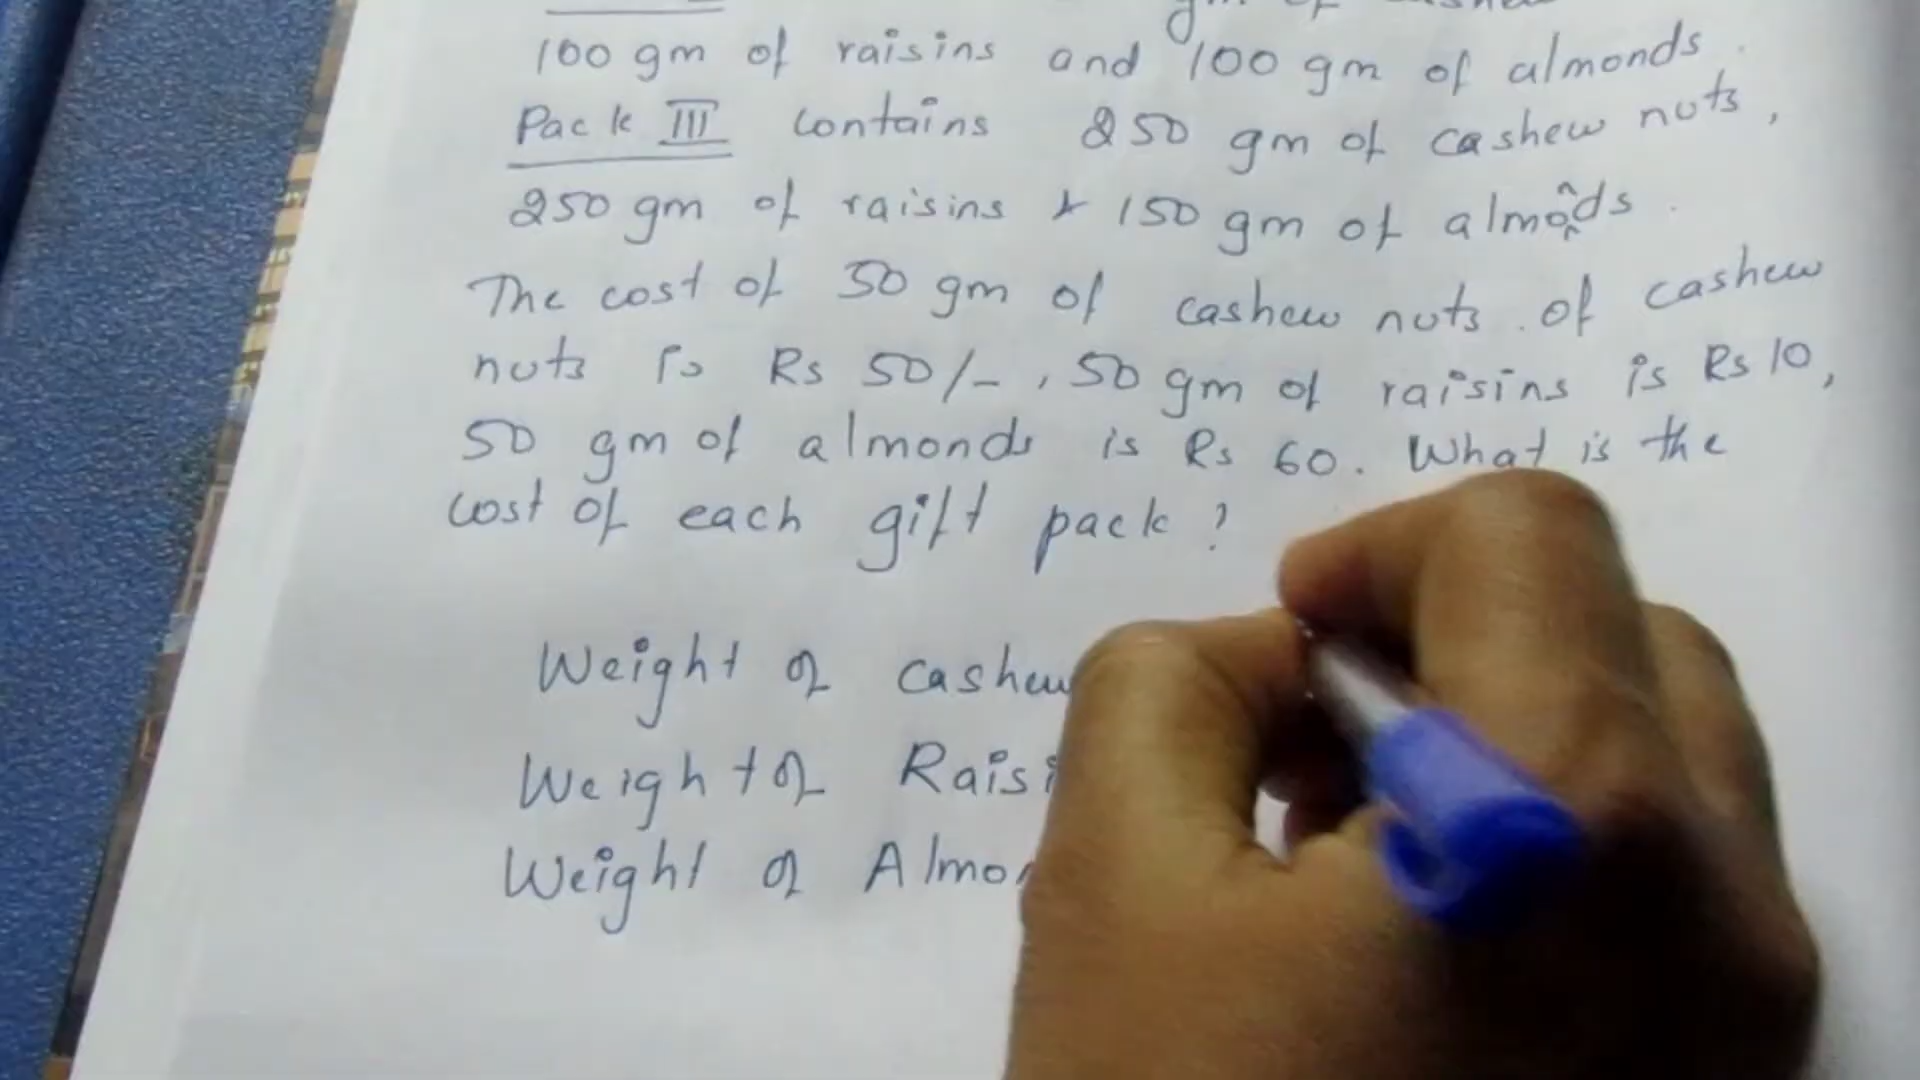 100 gm of raisins and 100 gm of almonds.
Pack III contains 250 gm of cashew nuts,
250 gm of raisins & 150 gm of almonds.
The cost of 50 gm of cashew nuts. of cashew
nuts is Rs 50/-, 50 gm of raisins is Rs 10,
50 gm of almonds is Rs 60. What is the
cost of each gift pack?
Weight of cashew
Weight of Raisi
Weight of Almon